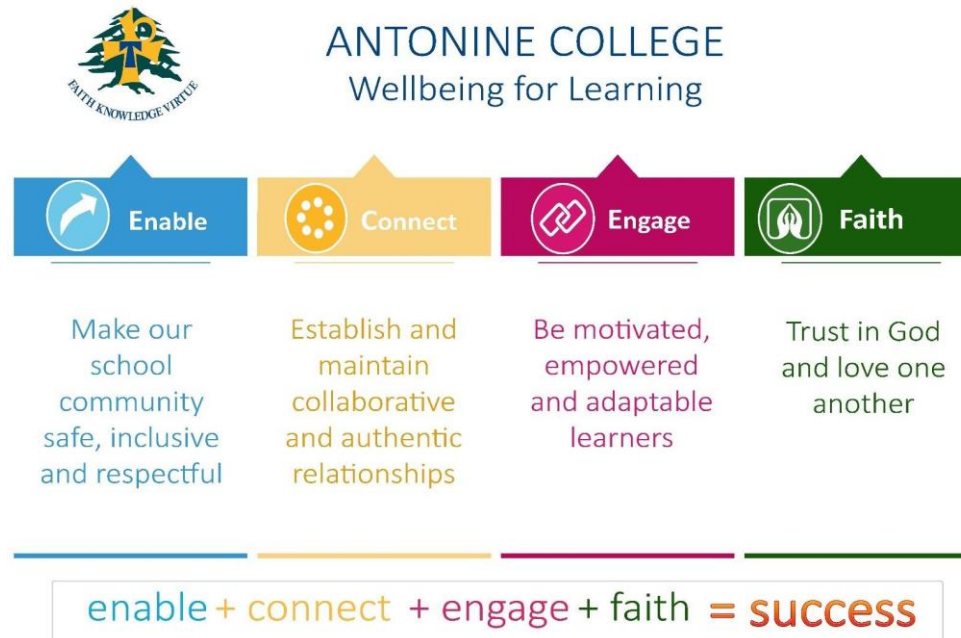 FAITH KNOWLEDGE VIRTUE
ANTONINE COLLEGE
Wellbeing for Learning
Enable
Make our
school
community
safe, inclusive
and respectful
Connect
Establish and
maintain
collaborative
and authentic
relationships
Engage
Be motivated,
empowered
and adaptable
learners
Faith
Trust in God
and love one
another
enable + connect + engage + faith = success